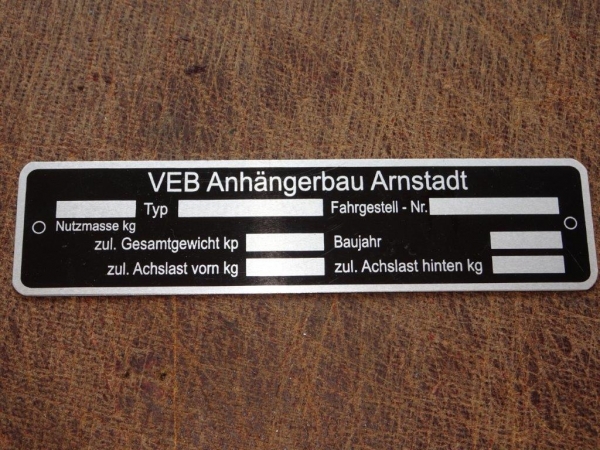 VEB Anhängerbau Arnstadt
Typ Fahrgestell - Nr.
Nutzmasse kg
zul. Gesamtgewicht kp Baujahr
zul. Achslast vorn kg zul. Achslast hinten kg